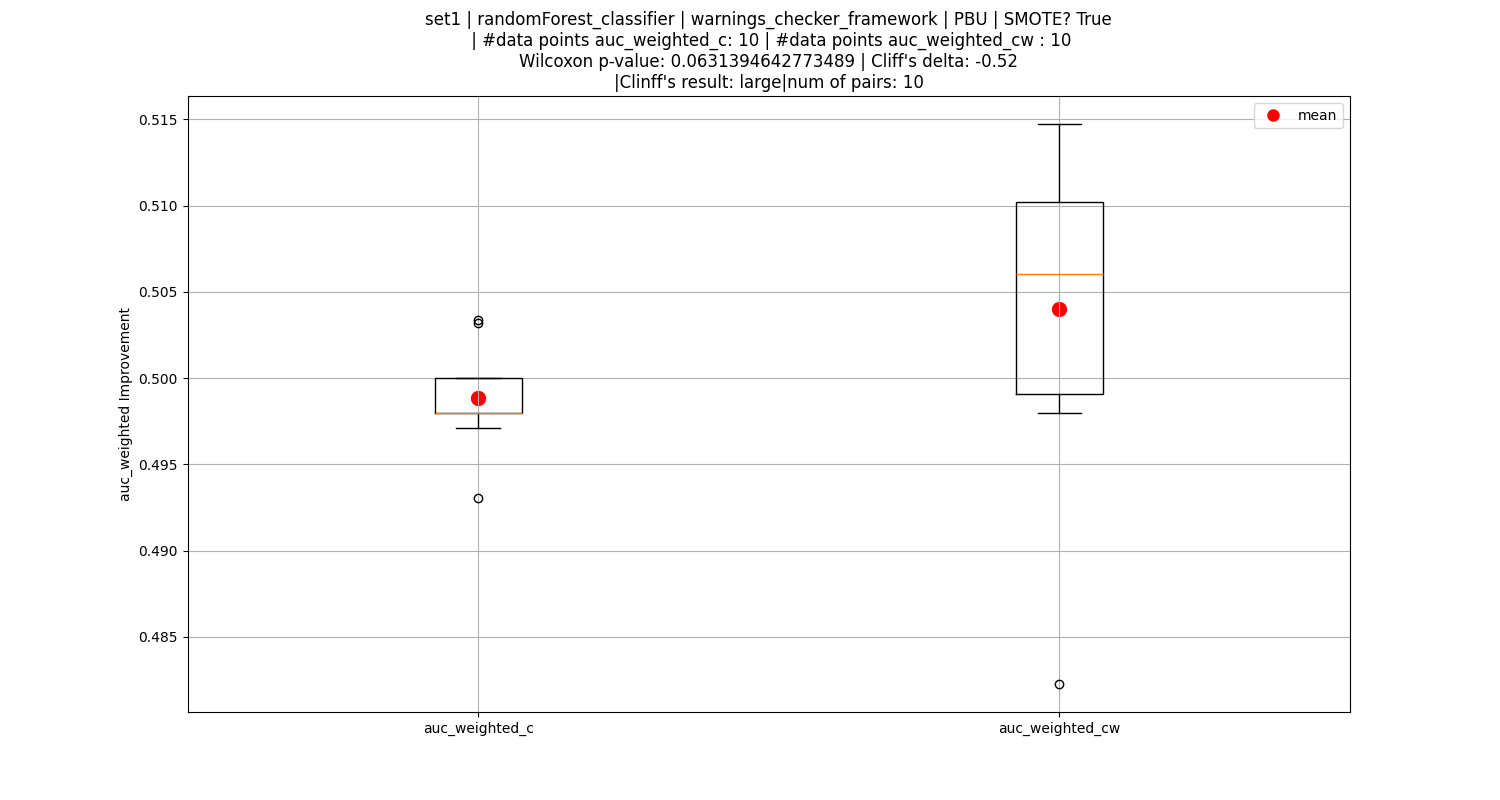 set1 | randomForest_classifier | warnings_checker_framework | PBU | SMOTE? True
| #data points auc_weighted_c: 10 | #data points auc_weighted_cw : 10
Wilcoxon p-value: 0.0631394642773489 | Cliff's delta: -0.52
|Clinff's result: large|num of pairs: 10
mean
0.515
0.510
0.505
0.500
0.495
0.490
0.485
auc_weighted Improvement
auc_weighted_c
auc_weighted_cw